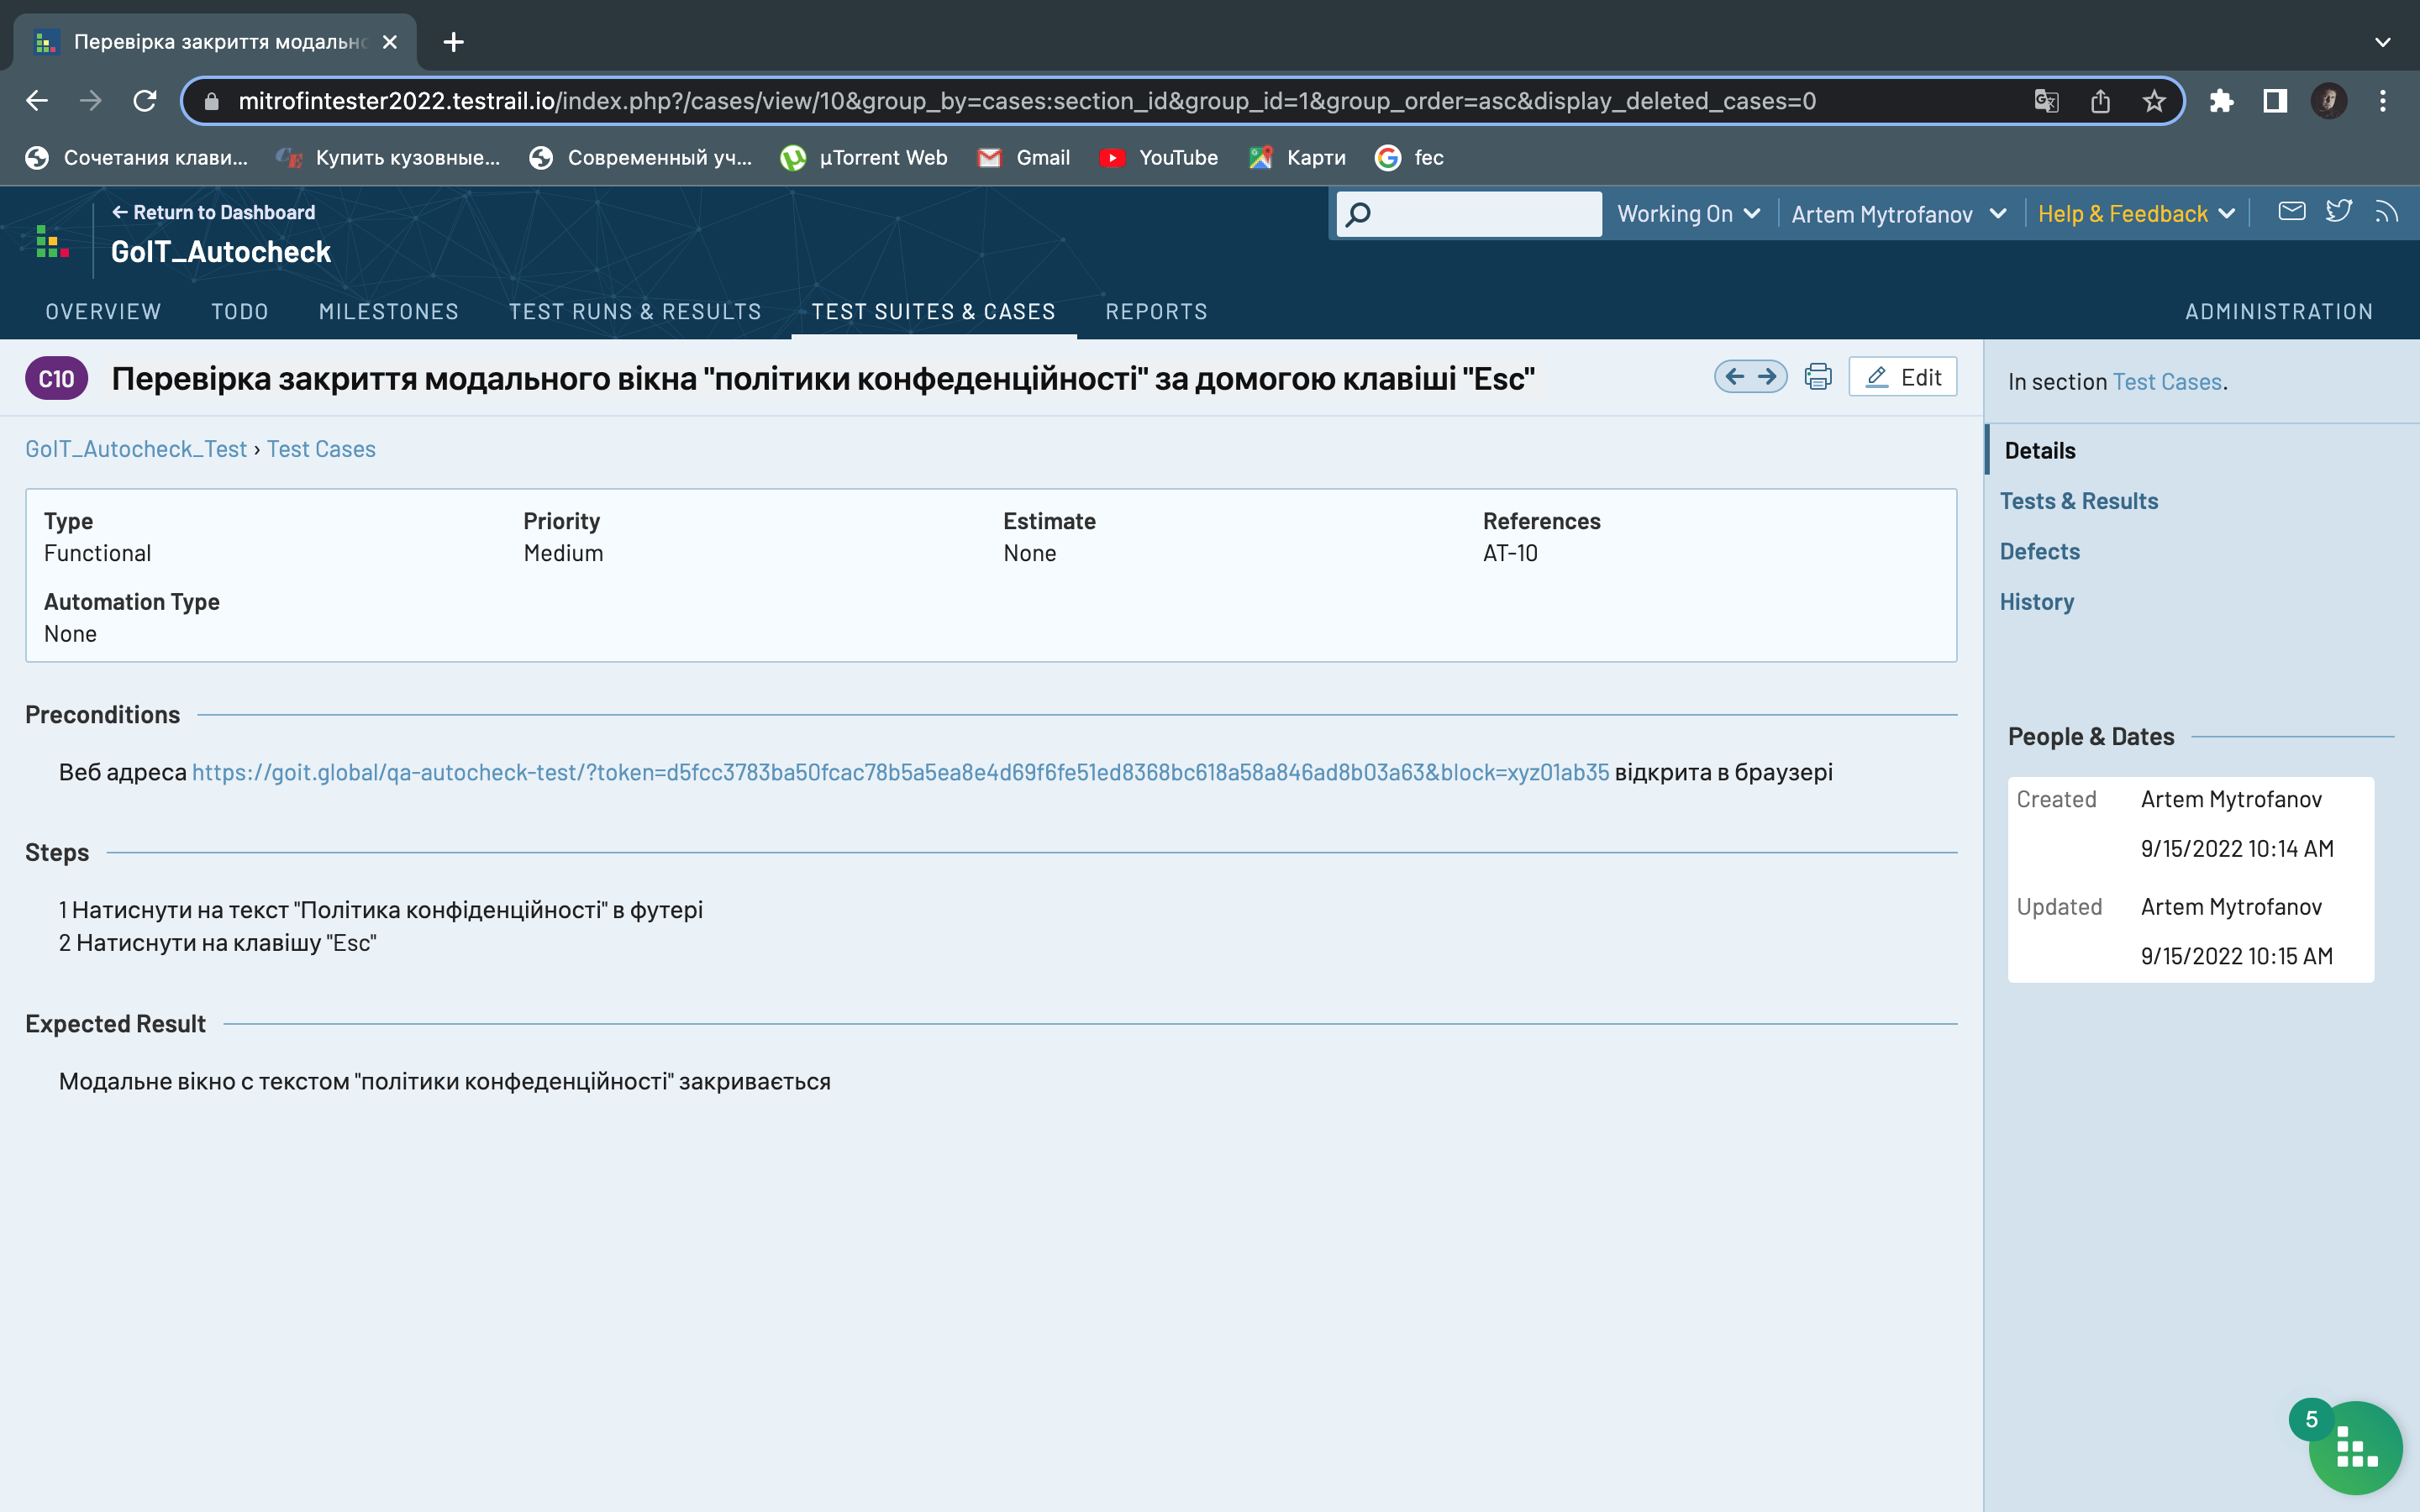 Перевірка закриття модальн
mitrofintester2022.testrail.io/index.php?/cases/view/10&group_by=cases:section_id&group_id=1&group_order=asc&display_deleted_cases=0
Сочетания клави... Купить кузовные... Современный уч... µTorrent Web Gmail YouTube Карти fec
← Return to Dashboard
Working On Artem Mytrofanov Help & Feedback
GoIT_Autocheck
OVERVIEW TODO MILESTONES TEST RUNS & RESULTS TEST SUITES & CASES REPORTS ADMINISTRATION
C10 Перевірка закриття модального вікна "політики конфеденційності" за домогою клавіші "Esc" Edit
GoIT_Autocheck_Test › Test Cases
Type Priority Estimate References
Functional Medium None AT-10
Automation Type
None
Preconditions
Веб адреса https://goit.global/qa-autocheck-test/?token=d5fcc3783ba50fcac78b5a5ea8e4d69f6fe51ed8368bc618a58a846ad8b03a63&block=xyz01ab35 відкрита в браузері
Steps
1 Натиснути на текст "Політика конфіденційності" в футері
2 Натиснути на клавішу "Esc"
Expected Result
Модальне вікно с текстом "політики конфеденційності" закривається
In section Test Cases.
Details
Tests & Results
Defects
History
People & Dates
Created Artem Mytrofanov
9/15/2022 10:14 AM
Updated Artem Mytrofanov
9/15/2022 10:15 AM
5